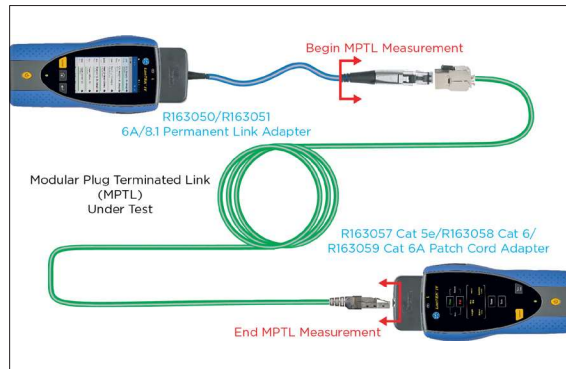 Begin MPTL Measurement
R163050/R163051
6A/8.1 Permanent Link Adapter
Modular Plug Terminated Link
(MPTL)
Under Test
R163057 Cat 5e/R163058 Cat 6/
R163059 Cat 6A Patch Cord Adapter
End MPTL Measurement